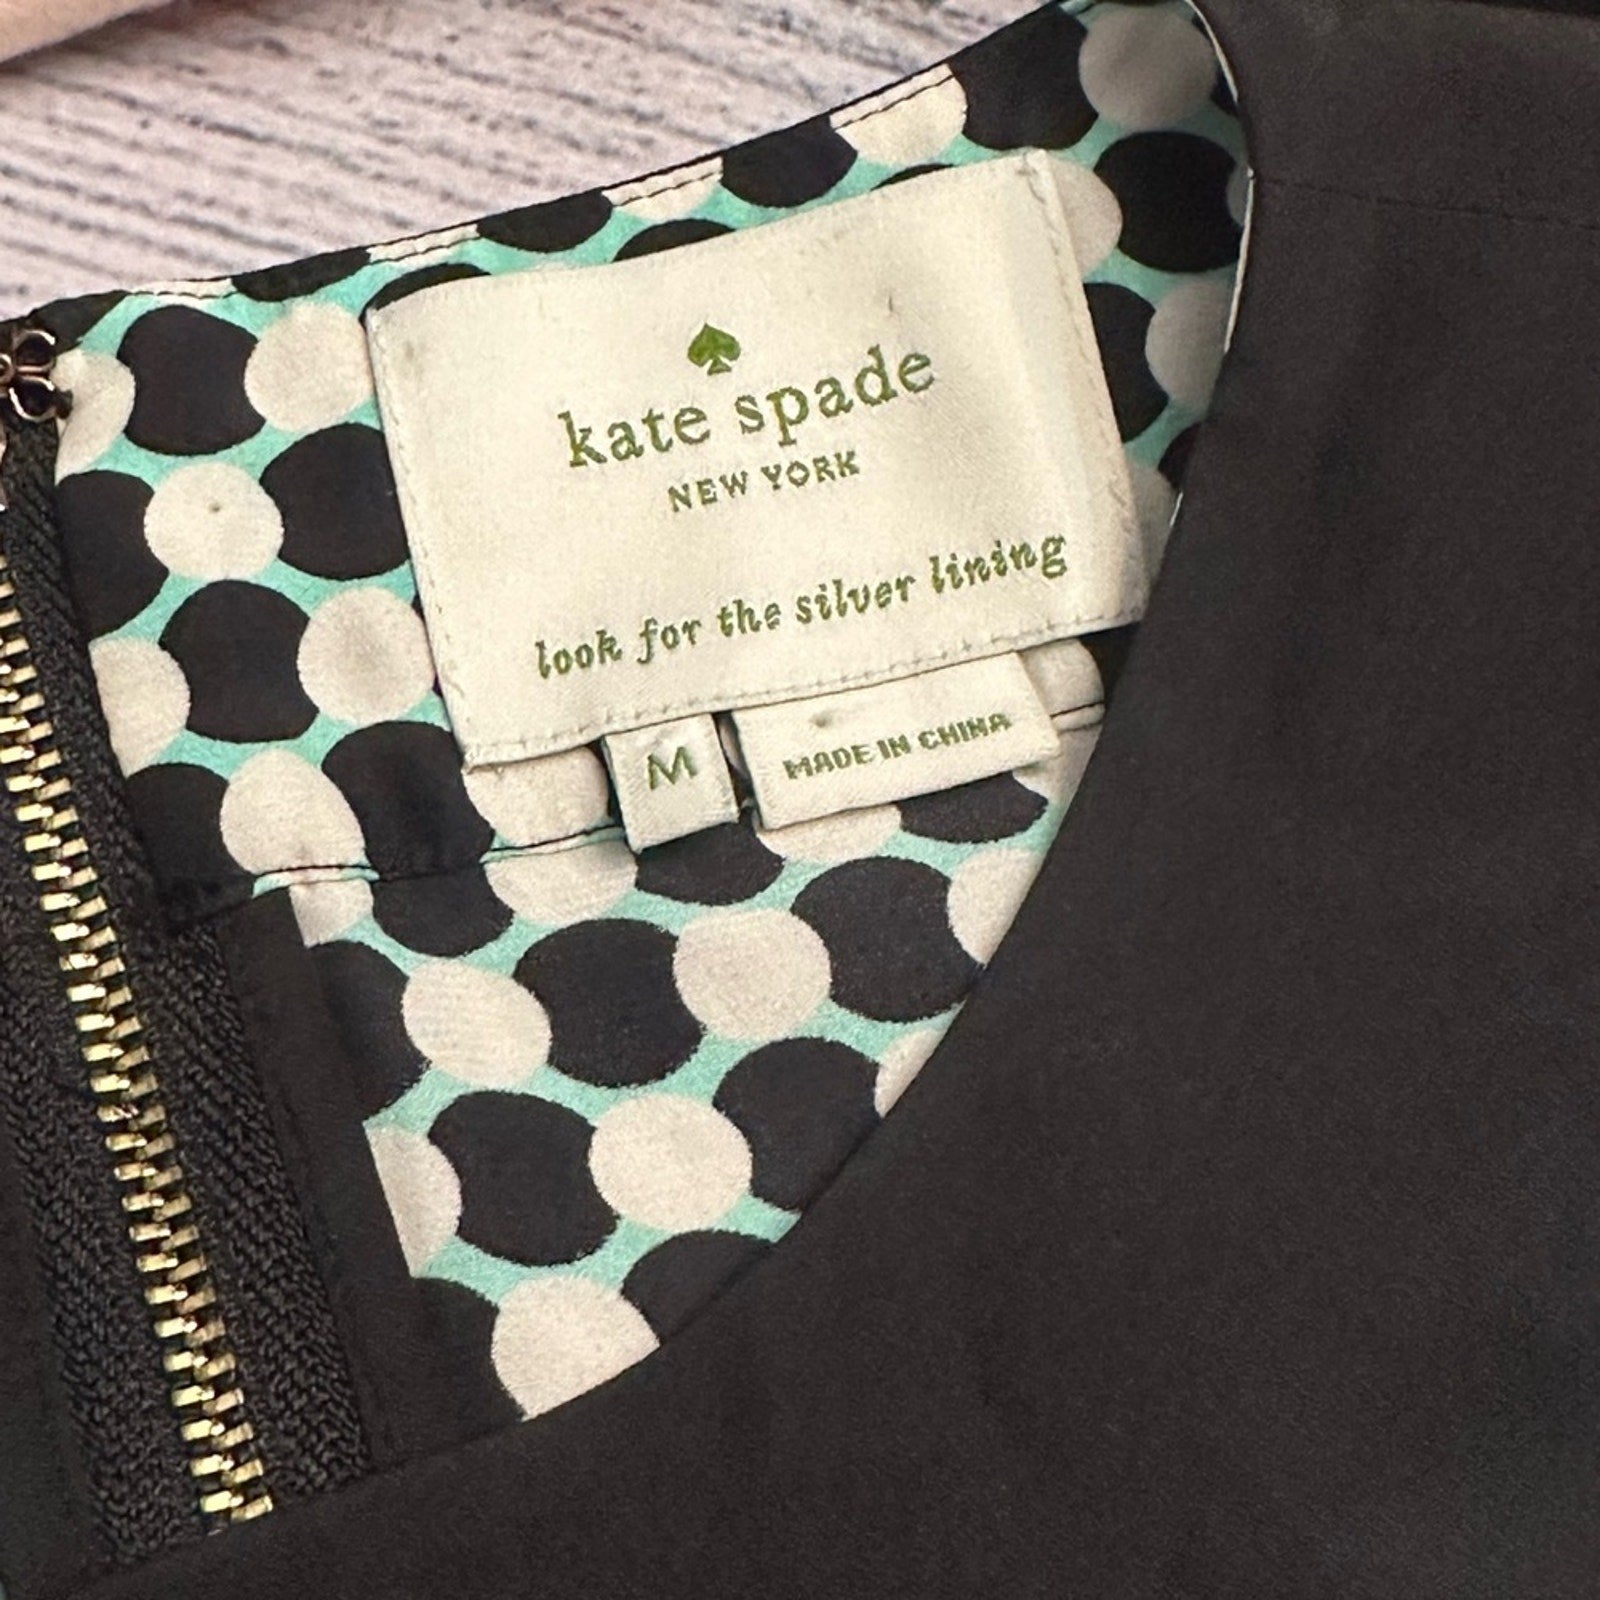 kate spade
NEW YORK
look for the silver lining
M
MADE IN CHINA